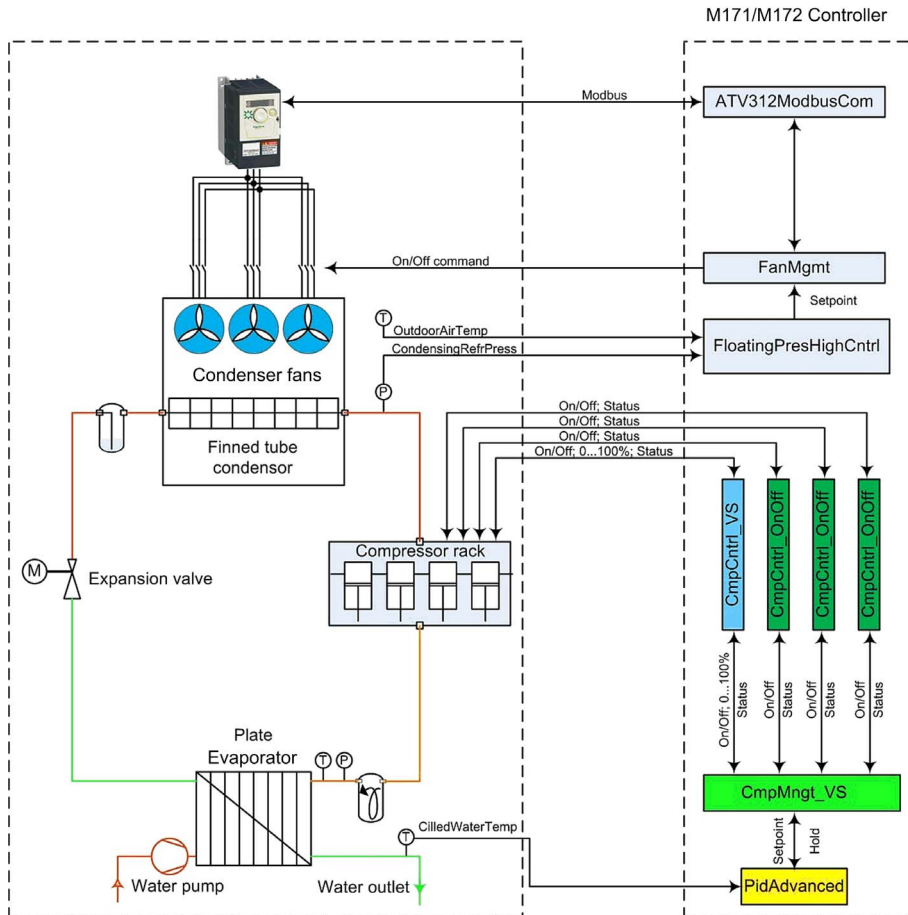 M171/M172 Controller
Modbus
ATV312ModbusCom
On/Off command
FanMgmt
Setpoint
OutdoorAirTemp
T
FloatingPresHighCntrl
CondensingRefrPress
P
Condenser fans
Finned tube
condensor
On/Off; Status
On/Off; Status
On/Off; Status
On/Off; 0...100%; Status
CmpCntrl_VS
CmpCntrl_OnOff
CmpCntrl_OnOff
CmpCntrl_OnOff
Compressor rack
M
Expansion valve
On/Off; 0...100%
Status
On/Off
Status
On/Off
Status
On/Off
Status
Plate
Evaporator
T
P
CmpMngt_VS
Setpoint
Hold
T
CilledWaterTemp
PidAdvanced
Water pump
Water outlet